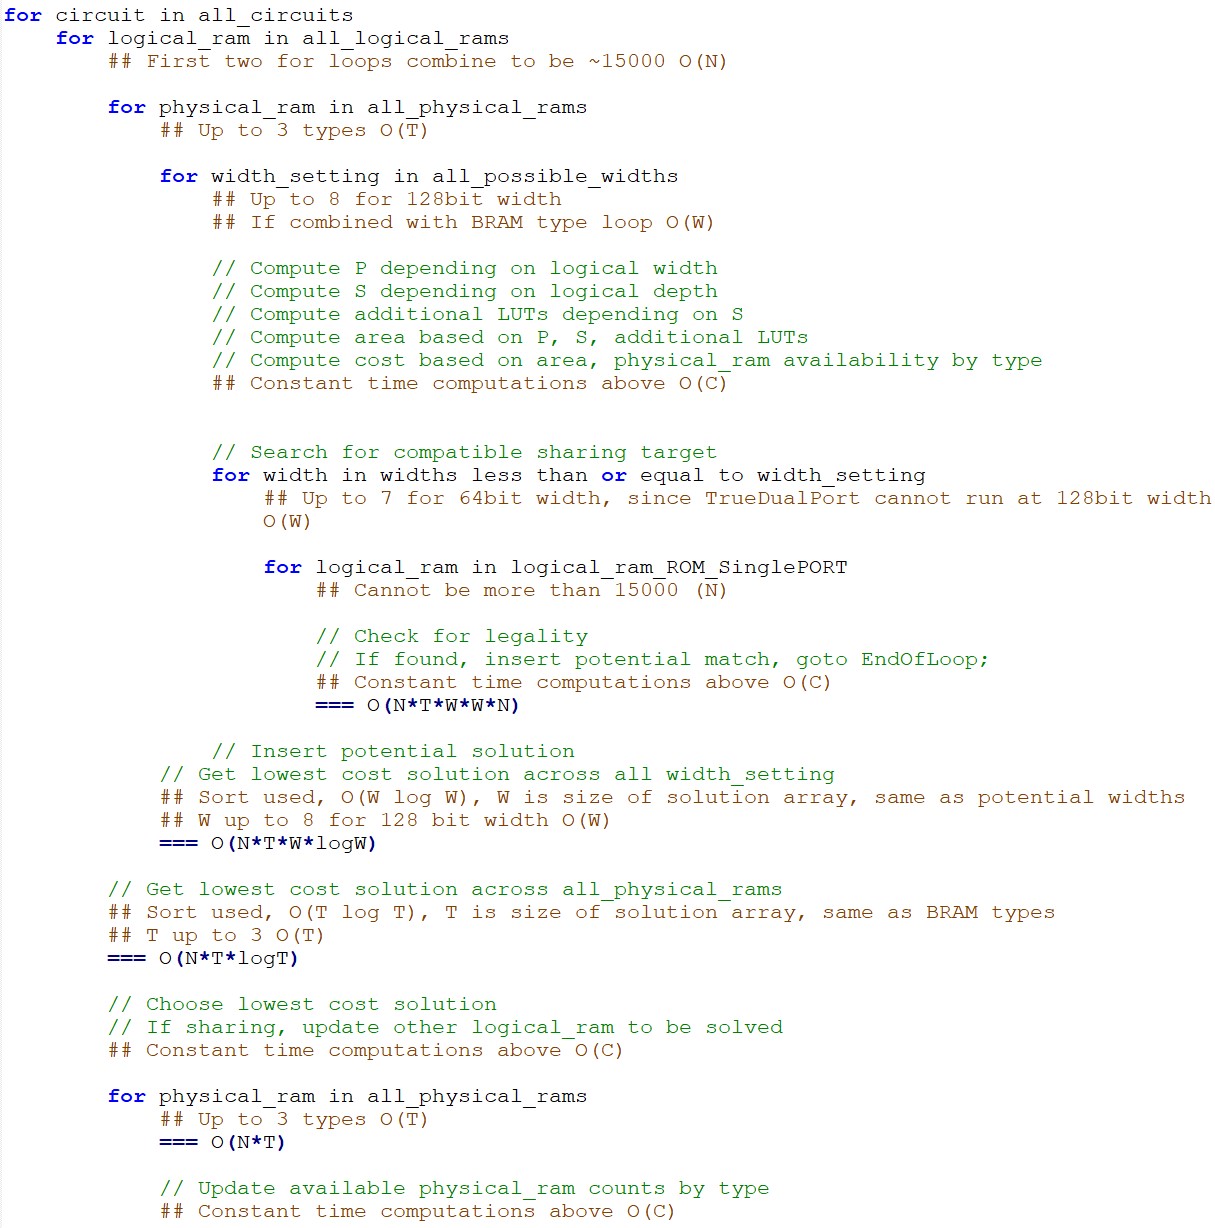 for circuit in all_circuits
for logical_ram in all_logical_rams
## First two for loops combine to be ~15000 O(N)
for physical_ram in all_physical_rams
## Up to 3 types O(T)
for width_setting in all_possible_widths
## Up to 8 for 128bit width
## If combined with BRAM type loop O(W)
// Compute P depending on logical width
// Compute S depending on logical depth
// Compute additional LUTs depending on S
// Compute area based on P, S, additional LUTs
// Compute cost based on area, physical_ram availability by type
## Constant time computations above O(C)
// Search for compatible sharing target
for width in widths less than or equal to width_setting
## Up to 7 for 64bit width, since TrueDualPort cannot run at 128bit width
O(W)
for logical_ram in logical_ram_ROM_SinglePORT
## Cannot be more than 15000 (N)
// Check for legality
// If found, insert potential match, goto EndOfLoop;
## Constant time computations above O(C)
=== O(N*T*W*W*N)
// Insert potential solution
// Get lowest cost solution across all width_setting
## Sort used, O(W log W), W is size of solution array, same as potential widths
## W up to 8 for 128 bit width O(W)
=== O(N*T*W*logW)
// Get lowest cost solution across all_physical_rams
## Sort used, O(T log T), T is size of solution array, same as BRAM types
## T up to 3 O(T)
=== O(N*T*logT)
// Choose lowest cost solution
// If sharing, update other logical_ram to be solved
## Constant time computations above O(C)
for physical_ram in all_physical_rams
## Up to 3 types O(T)
=== O(N*T)
// Update available physical_ram counts by type
## Constant time computations above O(C)